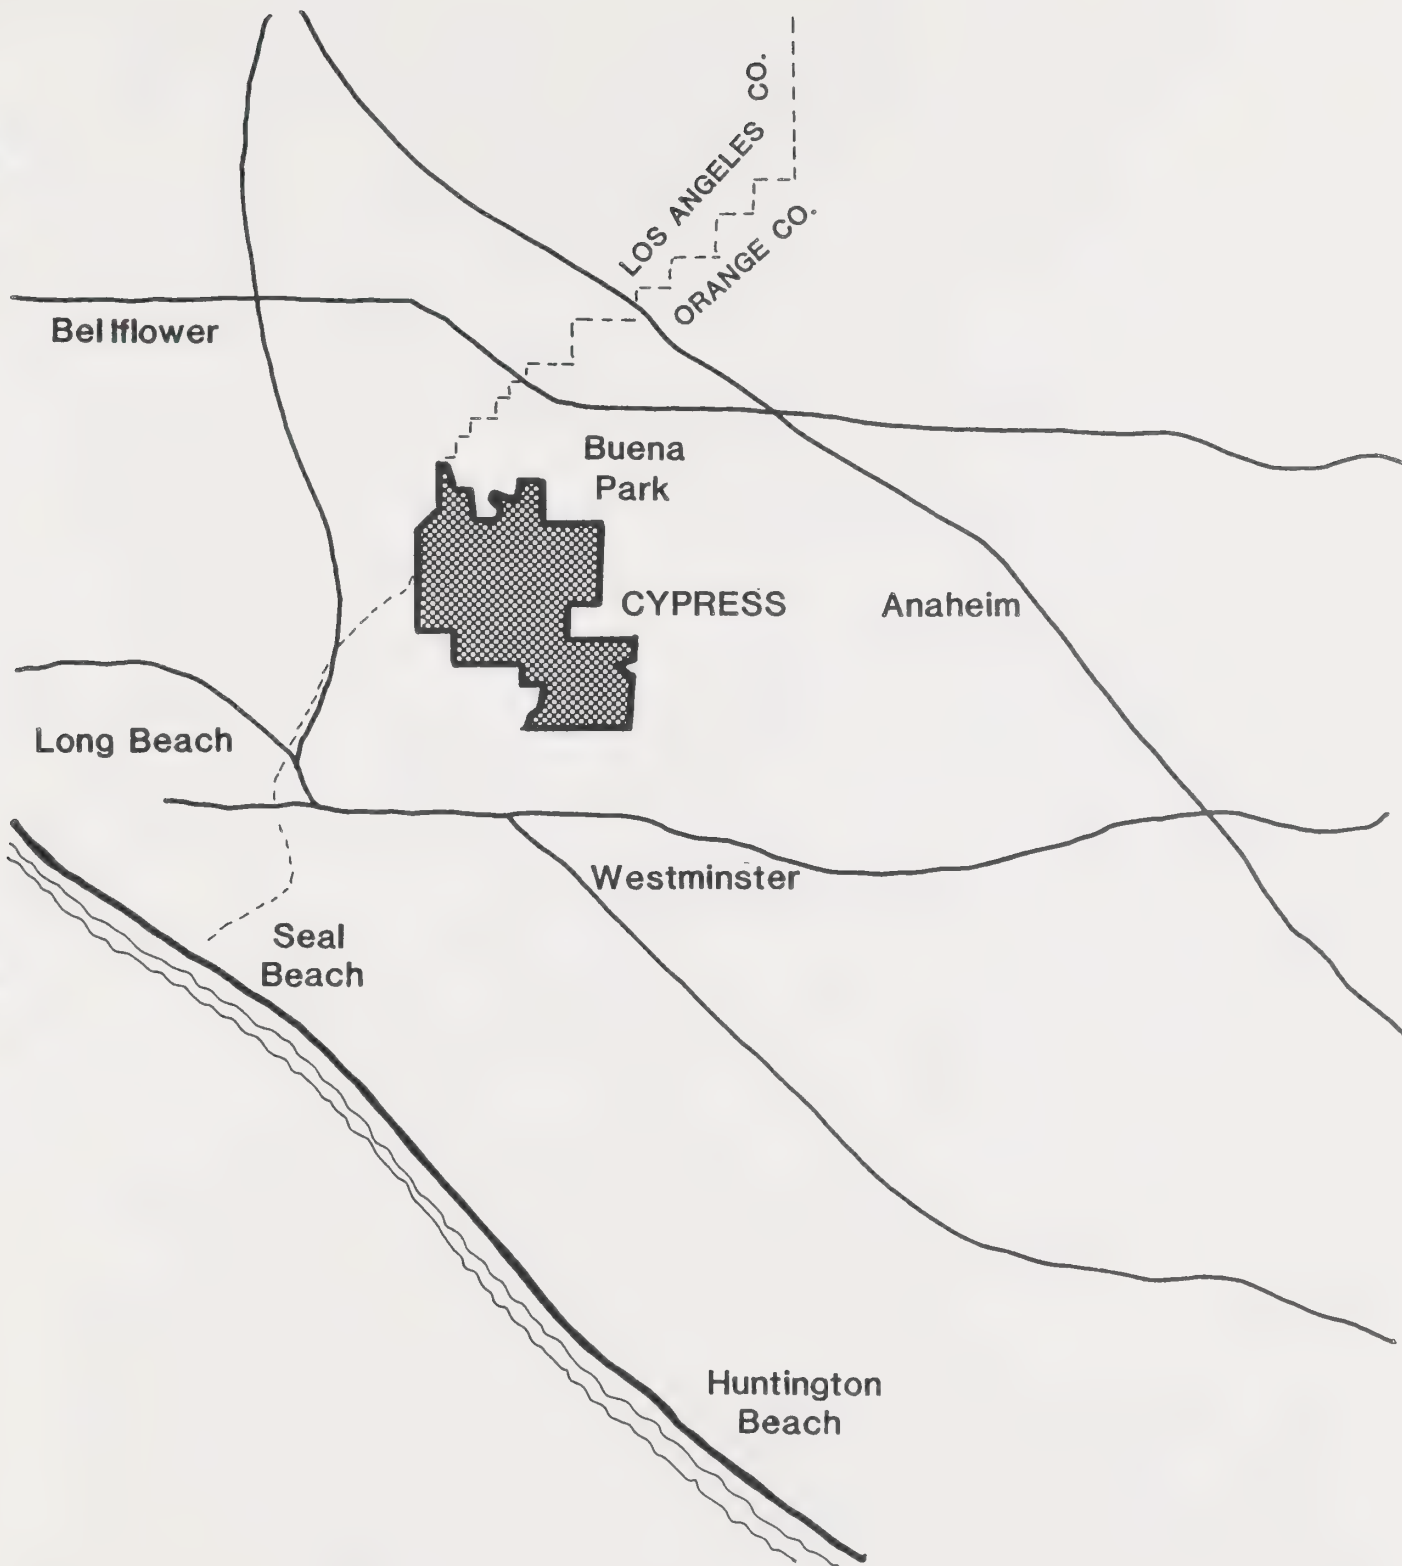 LOS ANGELES CO.
ORANGE CO.
Bellflower
Buena
Park
CYPRESS
Anaheim
Long Beach
Westminster
Seal
Beach
Huntington
Beach